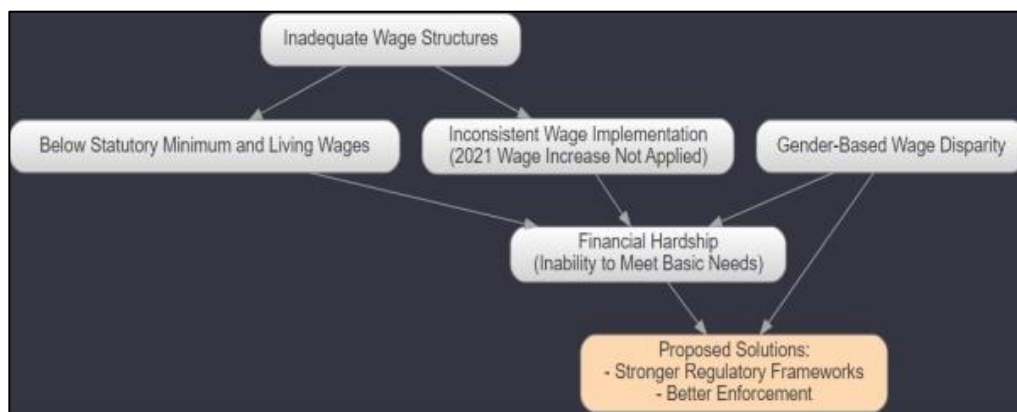 Inadequate Wage Structures
Below Statutory Minimum and Living Wages
Inconsistent Wage Implementation
(2021 Wage Increase Not Applied)
Gender-Based Wage Disparity
Financial Hardship
(Inability to Meet Basic Needs)
Proposed Solutions:
- Stronger Regulatory Frameworks
- Better Enforcement